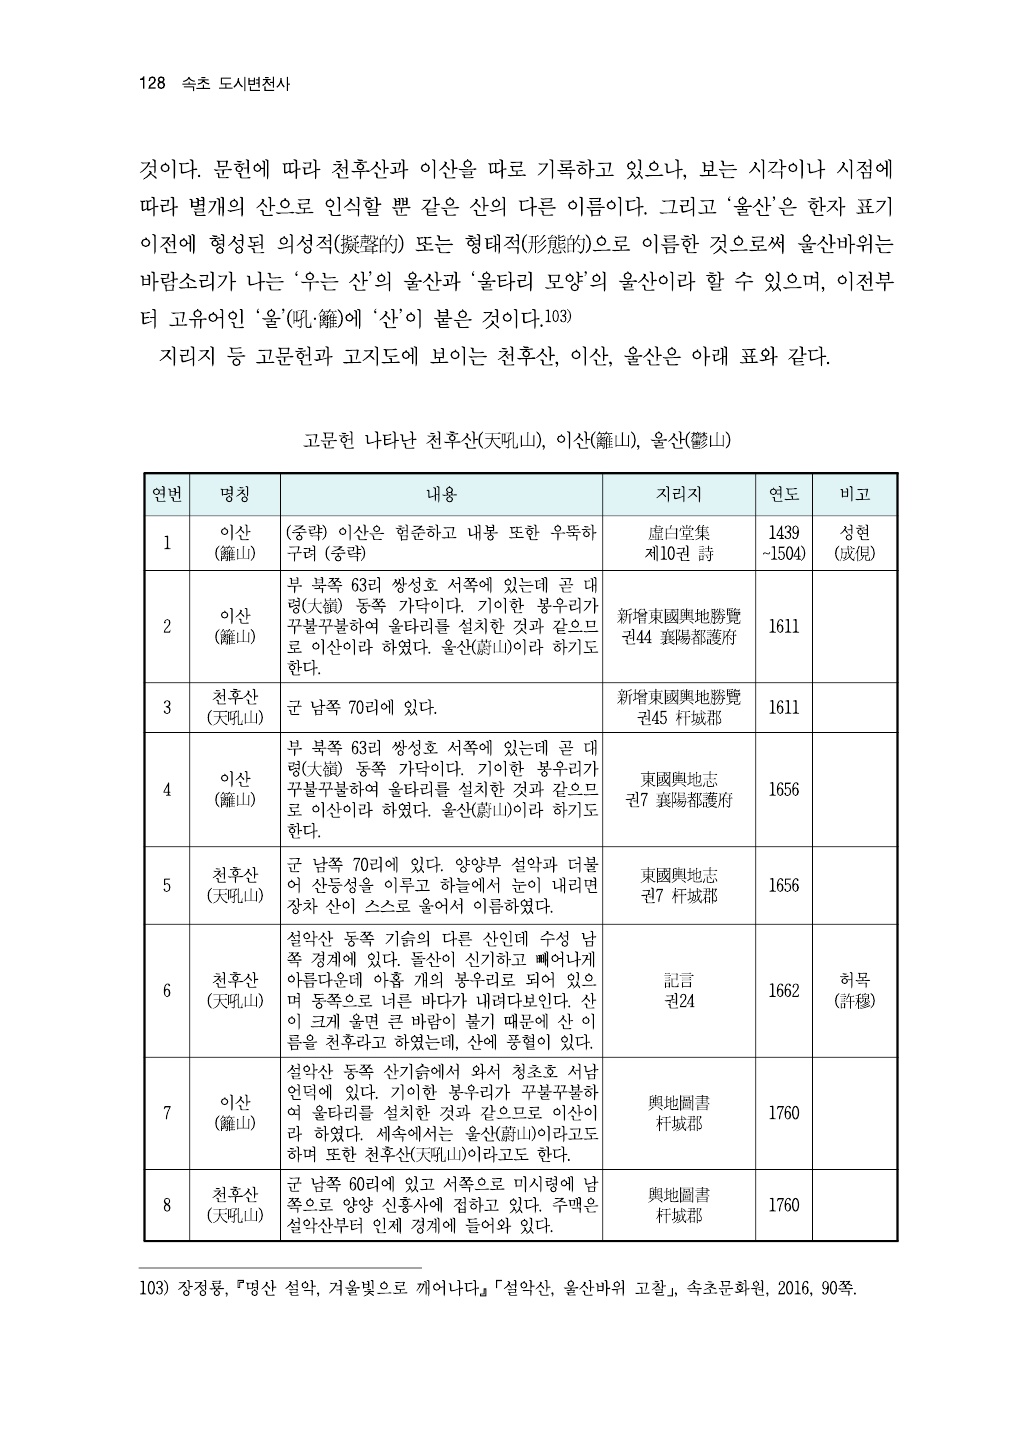 128 속초 도시변천사
것이다. 문헌에 따라 천후산과 이산을 따로 기록하고 있으나, 보는 시각이나 시점에
따라 별개의 산으로 인식할 뿐 같은 산의 다른 이름이다. 그리고 ‘울산’은 한자 표기
이전에 형성된 의성적(擬聲的) 또는 형태적(形態的)으로 이름한 것으로써 울산바위는
바람소리가 나는 ‘우는 산’의 울산과 ‘울타리 모양’의 울산이라 할 수 있으며, 이전부
터 고유어인 ‘울’(吼·籬)에 ‘산’이 붙은 것이다.103)
지리지 등 고문헌과 고지도에 보이는 천후산, 이산, 울산은 아래 표와 같다.
고문헌 나타난 천후산(天吼山), 이산(籬山), 울산(鬱山)
연번 명칭 내용 지리지 연도 비고
1 이산 (籬山)
(중략) 이산은 험준하고 내봉 또한 우뚝하
구려 (중략)
虛白堂集
제10권 詩
1439
~1504)
성현
(成俔)
2 이산 (籬山)
부 북쪽 63리 쌍성호 서쪽에 있는데 곧 대
령(大嶺) 동쪽 가닥이다. 기이한 봉우리가
꾸불꾸불하여 울타리를 설치한 것과 같으므
로 이산이라 하였다. 울산(蔚山)이라 하기도
한다.
新增東國輿地勝覽
권44 襄陽都護府
1611
3 천후산 (天吼山)
군 남쪽 70리에 있다.
新增東國輿地勝覽
권45 杆城郡
1611
4 이산 (籬山)
부 북쪽 63리 쌍성호 서쪽에 있는데 곧 대
령(大嶺) 동쪽 가닥이다. 기이한 봉우리가
꾸불꾸불하여 울타리를 설치한 것과 같으므
로 이산이라 하였다. 울산(蔚山)이라 하기도
한다.
東國輿地志
권7 襄陽都護府
1656
5 천후산 (天吼山)
군 남쪽 70리에 있다. 양양부 설악과 더불
어 산등성을 이루고 하늘에서 눈이 내리면
장차 산이 스스로 울어서 이름하였다.
東國輿地志
권7 杆城郡
1656
6 천후산 (天吼山)
설악산 동쪽 기슭의 다른 산인데 수성 남
쪽 경계에 있다. 돌산이 신기하고 빼어나게
아름다운데 아홉 개의 봉우리로 되어 있으
며 동쪽으로 너른 바다가 내려다보인다. 산
이 크게 울면 큰 바람이 불기 때문에 산 이
름을 천후라고 하였는데, 산에 풍혈이 있다.
記言
권24
1662
허목
(許穆)
7 이산 (籬山)
설악산 동쪽 산기슭에서 와서 청초호 서남
언덕에 있다. 기이한 봉우리가 꾸불꾸불하
여 울타리를 설치한 것과 같으므로 이산이
라 하였다. 세속에서는 울산(蔚山)이라고도
하며 또한 천후산(天吼山)이라고도 한다.
輿地圖書
杆城郡
1760
8 천후산 (天吼山)
군 남쪽 60리에 있고 서쪽으로 미시령에 남
쪽으로 양양 신흥사에 접하고 있다. 주맥은
설악산부터 인제 경계에 들어와 있다.
輿地圖書
杆城郡
1760
103) 장정룡, 『명산 설악, 겨울빛으로 깨어나다』 「설악산, 울산바위 고찰」, 속초문화원, 2016, 90쪽.